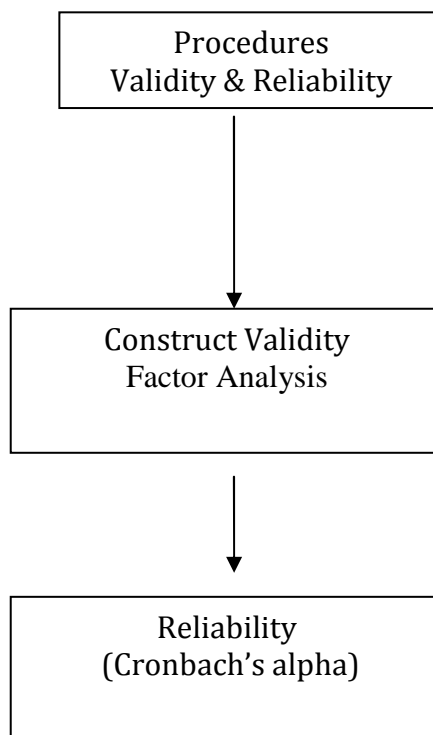 Procedures
Validity & Reliability
Construct Validity
Factor Analysis
Reliability
(Cronbach’s alpha)